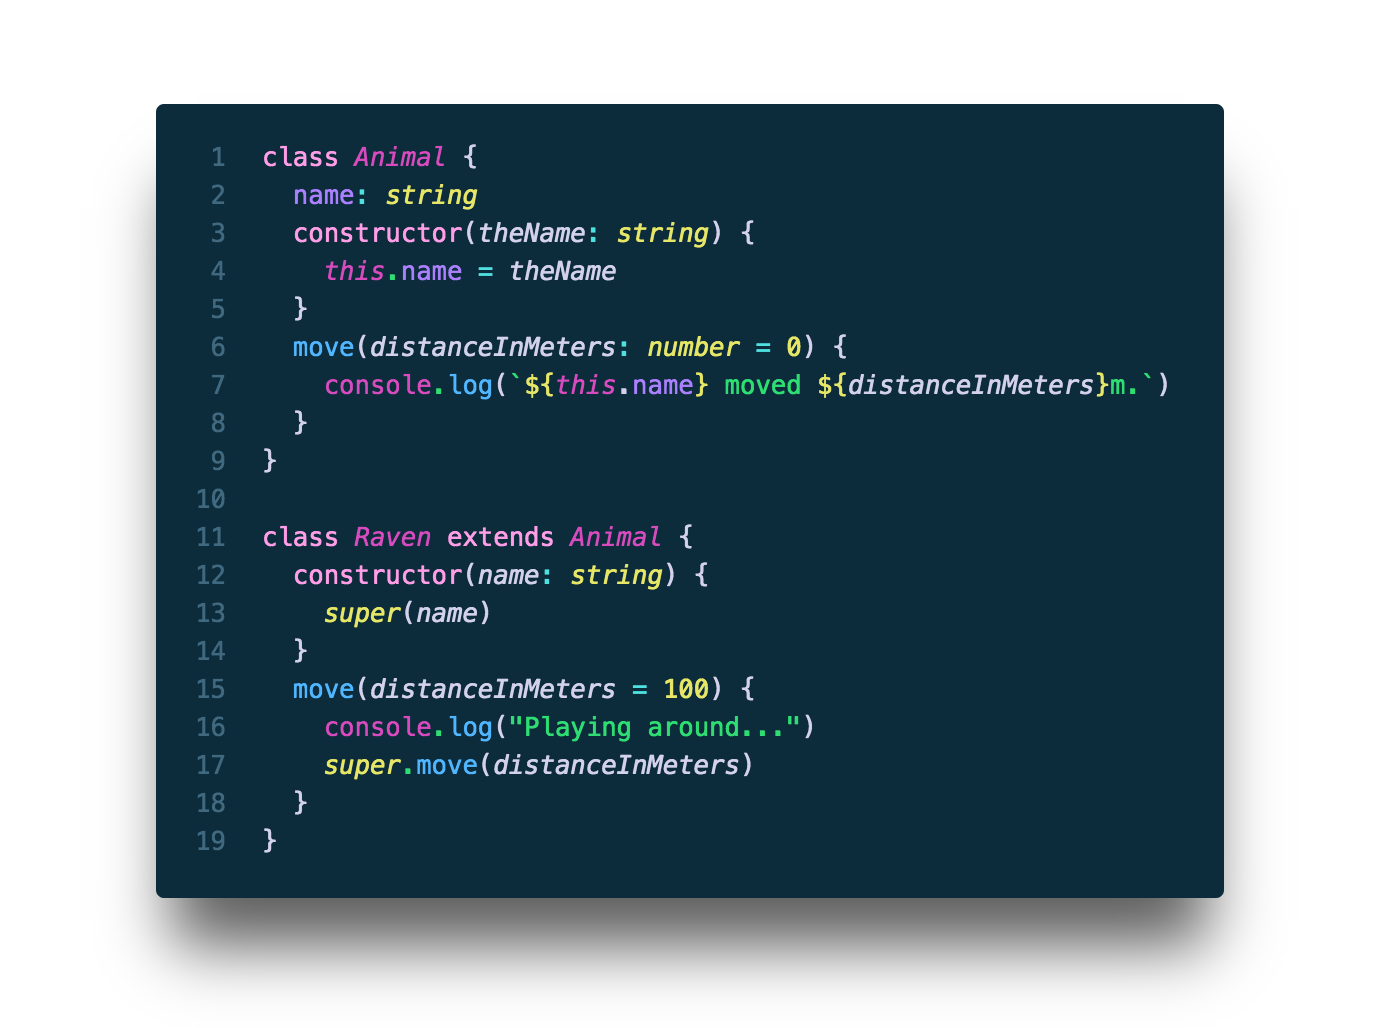 1 class Animal {
2   name: string
3   constructor(theName: string) {
4     this.name = theName
5   }
6   move(distanceInMeters: number = 0) {
7     console.log(`${this.name} moved ${distanceInMeters}m.`)
8   }
9 }
10
11 class Raven extends Animal {
12   constructor(name: string) {
13     super(name)
14   }
15   move(distanceInMeters = 100) {
16     console.log("Playing around...")
17     super.move(distanceInMeters)
18   }
19 }